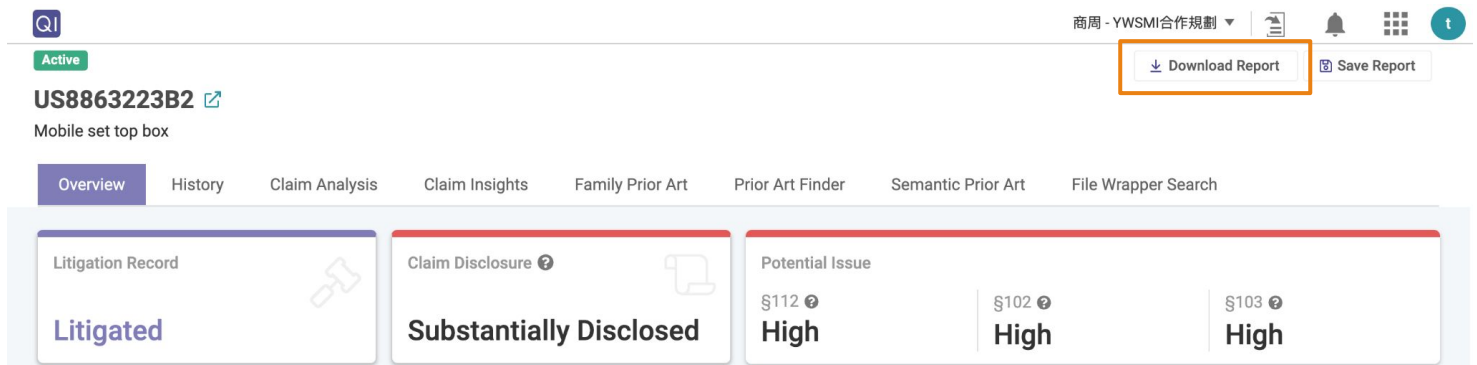 QI
商周 - YWSMI合作規劃 ▼
t
Active
Download Report
Save Report
US8863223B2
Mobile set top box
Overview History Claim Analysis Claim Insights Family Prior Art Prior Art Finder Semantic Prior Art File Wrapper Search
Litigation Record
Litigated
Claim Disclosure ?
Substantially Disclosed
Potential Issue
§112 ? §102 ? §103 ?
High High High